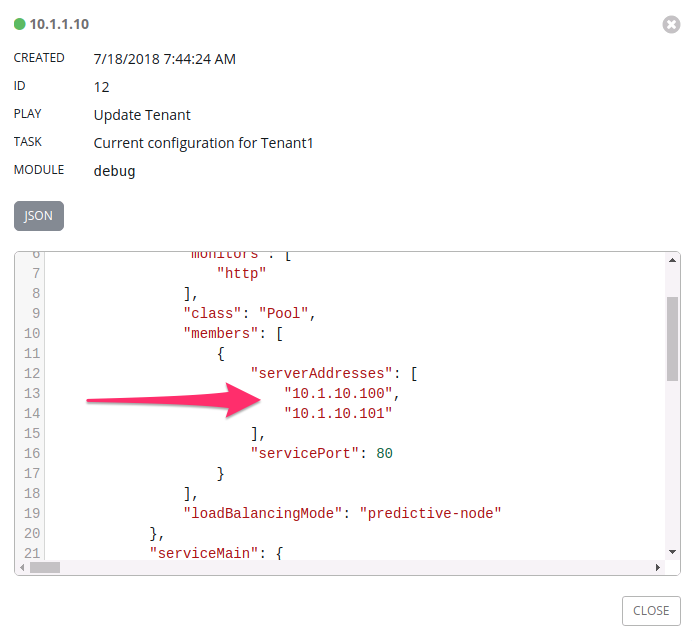 10.1.1.10
CREATED 7/18/2018 7:44:24 AM
ID 12
PLAY Update Tenant
TASK Current configuration for Tenant1
MODULE debug
JSON
6 "monitors": [
7 "http"
8 ],
9 "class": "Pool",
10 "members": [
11 {
12 "serverAddresses": [
13 "10.1.10.100",
14 "10.1.10.101"
15 ],
16 "servicePort": 80
17 }
18 ],
19 "loadBalancingMode": "predictive-node"
20 },
21 "serviceMain": {
CLOSE